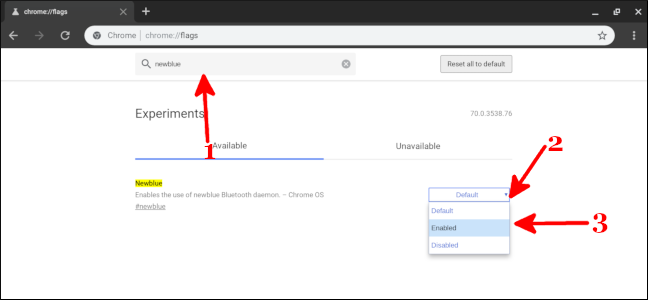 chrome://flags
Chrome | chrome://flags
newblue
Reset all to default
Experiments
70.0.3538.76
1
Available
Unavailable
2
Newblue
Enables the use of newblue Bluetooth daemon. – Chrome OS
#newblue
Default
Default
Enabled
3
Disabled